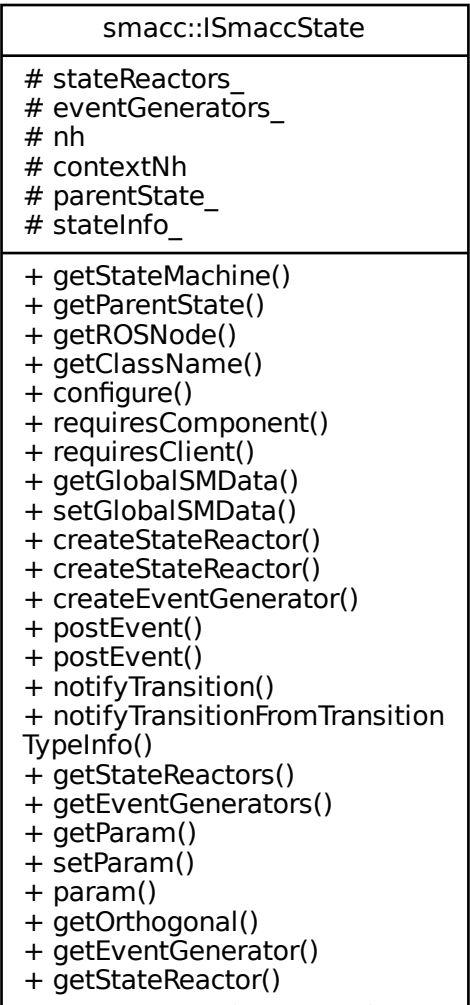 smacc::ISmaccState
# stateReactors_
# eventGenerators_
# nh
# contextNh
# parentState_
# stateInfo_
+ getStateMachine()
+ getParentState()
+ getROSNode()
+ getClassName()
+ configure()
+ requiresComponent()
+ requiresClient()
+ getGlobalSMData()
+ setGlobalSMData()
+ createStateReactor()
+ createStateReactor()
+ createEventGenerator()
+ postEvent()
+ postEvent()
+ notifyTransition()
+ notifyTransitionFromTransition
TypeInfo()
+ getStateReactors()
+ getEventGenerators()
+ getParam()
+ setParam()
+ param()
+ getOrthogonal()
+ getEventGenerator()
+ getStateReactor()